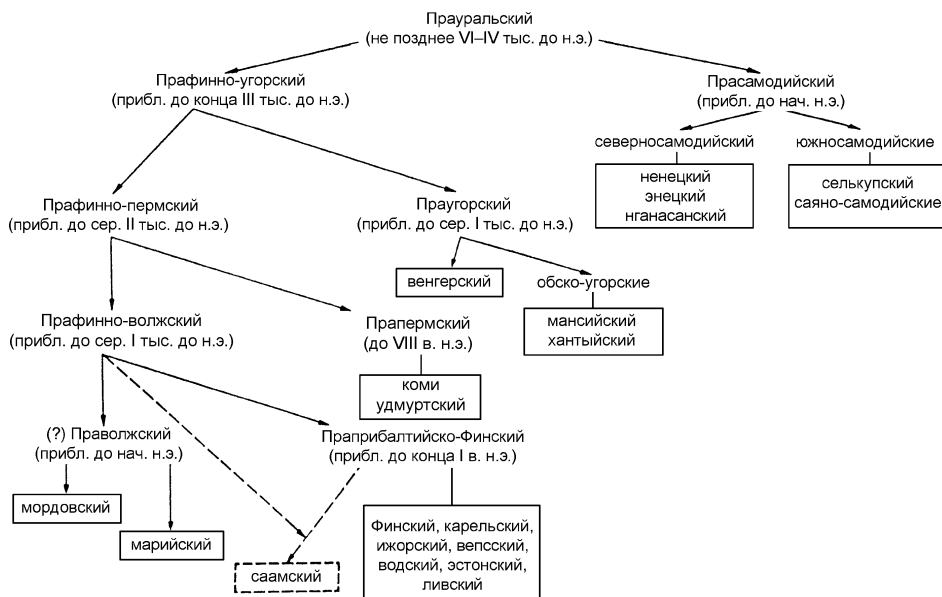 Прауральский
(не позднее VI–IV тыс. до н.э.)
Прафинно-угорский
(прибл. до конца III тыс. до н.э.)
Прасамодийский
(прибл. до нач. н.э.)
северносамодийский
южносамодийские
ненецкий
энецкий
нганасанский
селькупский
саяно-самодийские
Прафинно-пермский
(прибл. до сер. II тыс. до н.э.)
Праугорский
(прибл. до сер. I тыс. до н.э.)
венгерский
обско-угорские
мансийский
хантыйский
Прафинно-волжский
(прибл. до сер. I тыс. до н.э.)
Прапермский
(до VIII в. н.э.)
коми
удмуртский
(?) Праволжский
(прибл. до нач. н.э.)
Праприбалтийско-Финский
(прибл. до конца I в. н.э.)
мордовский
марийский
саамский
Финский, карельский,
ижорский, вепсский,
водский, эстонский,
ливский